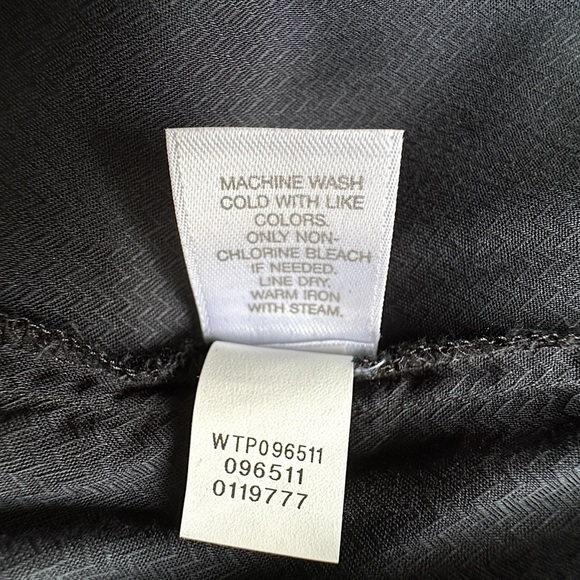 MACHINE WASH
COLD WITH LIKE
COLORS.
ONLY NON-
CHLORINE BLEACH
IF NEEDED.
LINE DRY.
WARM IRON
WITH STEAM.
WTP096511
096511
0119777